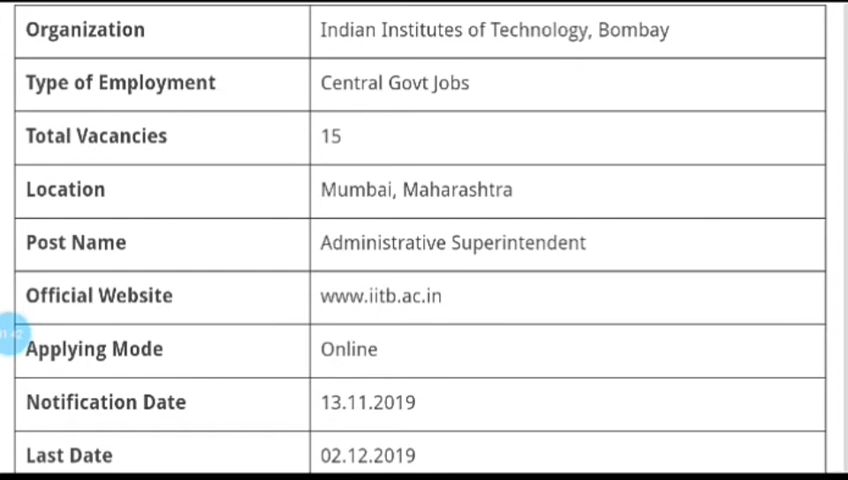 Organization Indian Institutes of Technology, Bombay
Type of Employment Central Govt Jobs
Total Vacancies 15
Location Mumbai, Maharashtra
Post Name Administrative Superintendent
Official Website www.iitb.ac.in
Applying Mode Online
Notification Date 13.11.2019
Last Date 02.12.2019